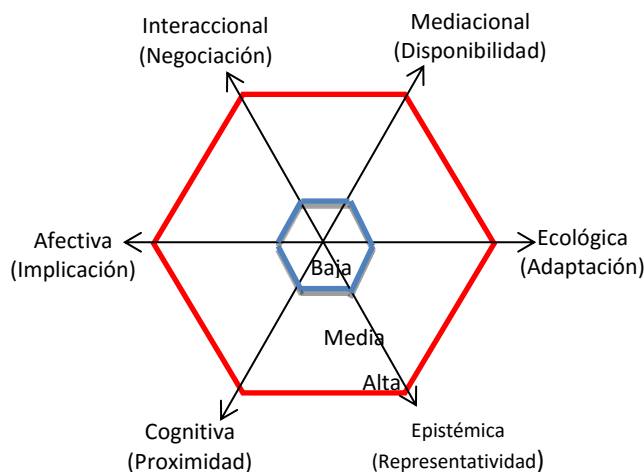 Interaccional
(Negociación)
Mediacional
(Disponibilidad)
Afectiva
(Implicación)
Ecológica
(Adaptación)
Baja
Media
Alta
Cognitiva
(Proximidad)
Epistémica
(Representatividad)